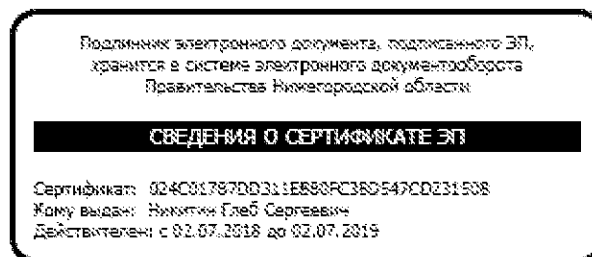 Подлинник электронного документа, подписанного ЭП,
хранится в системе электронного документооборота
Правительства Нижегородской области
СВЕДЕНИЯ О СЕРТИФИКАТЕ ЭП
Сертификат:
Кому выдан: Никитин Глеб Сергеевич
Действителен: с 02.07.2018 до 02.07.2019